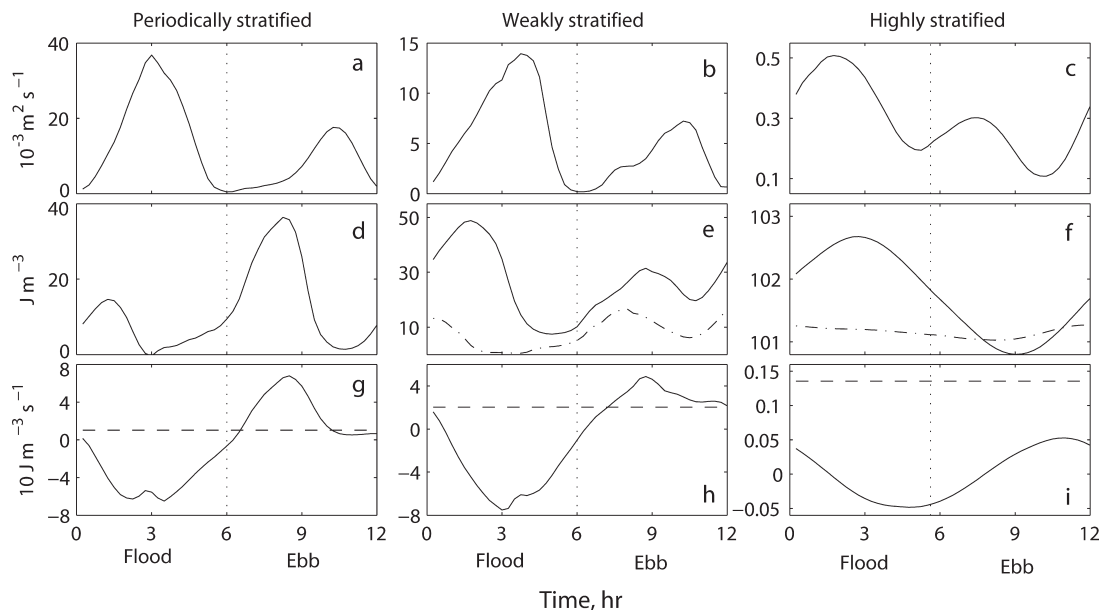 Periodically stratified Weakly stratified Highly stratified
40 15
a b c
0.5
10
20 0.3
5
0 0 0.1
10⁻³ m² s⁻¹
40 103
d 50 e f
30 102
20
10
0 101
J m⁻³
8 g 4 h 0.15 i
4 0.10
0 0 0.05
−4 −4 0
−8 −8 −0.05
10 J m⁻³ s⁻¹
0 3 6 9 12 0 3 6 9 12 0 3 6 9 12
Flood Ebb Flood Ebb Flood Ebb
Time, hr